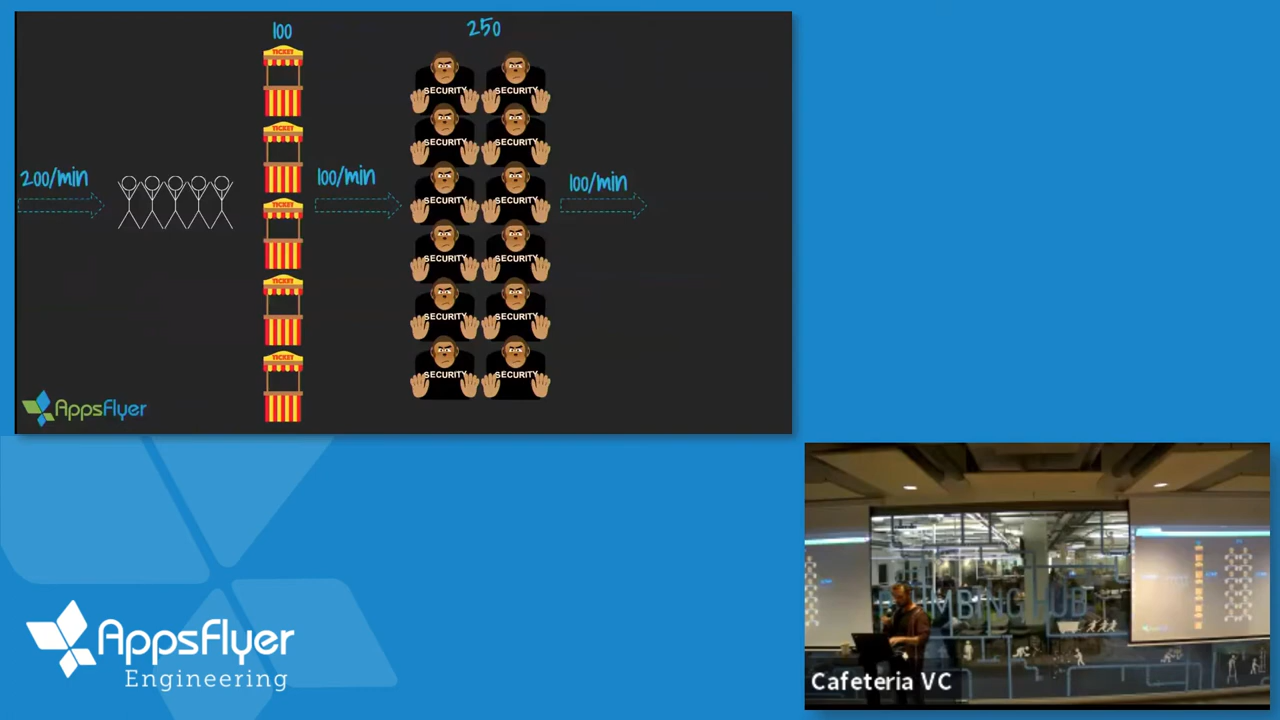 100
250
TICKET
TICKET
TICKET
TICKET
TICKET
SECURITY SECURITY
SECURITY SECURITY
SECURITY SECURITY
SECURITY SECURITY
SECURITY SECURITY
SECURITY SECURITY
200/min
100/min
100/min
AppsFlyer
AppsFlyer
Engineering
HUB
Cafeteria VC